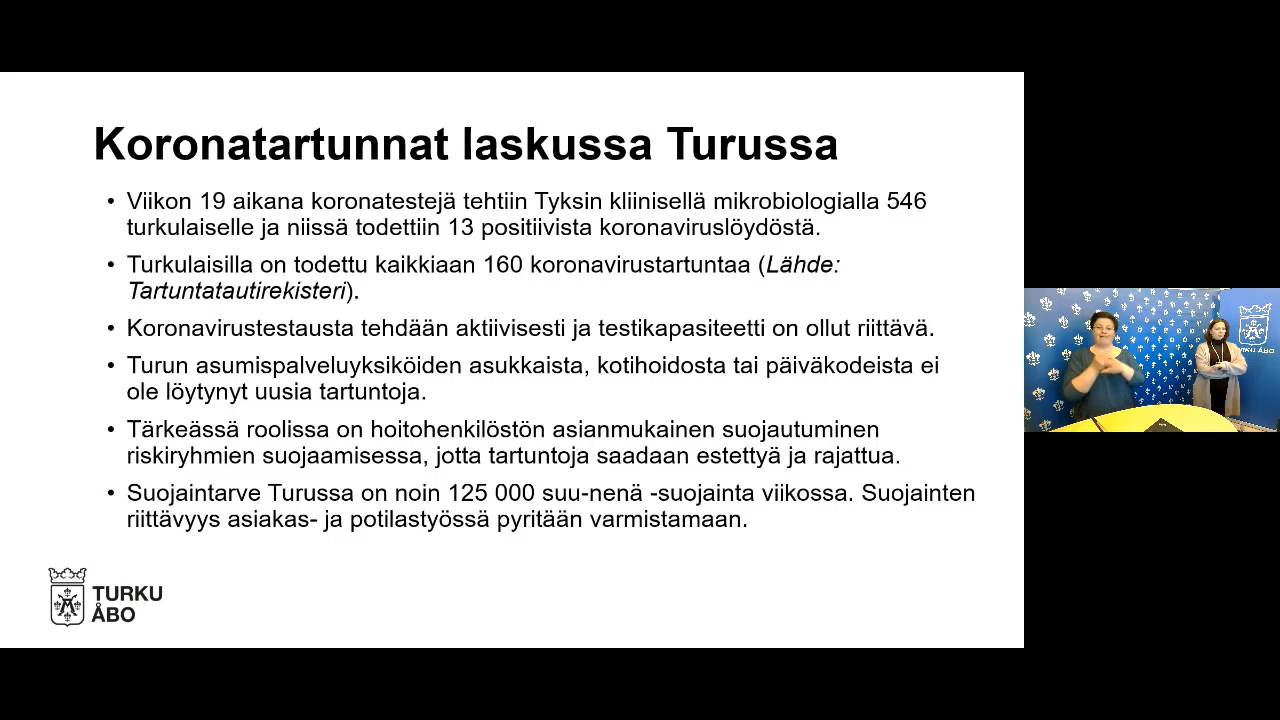 Koronatartunnat laskussa Turussa
• Viikon 19 aikana koronatestejä tehtiin Tyksin kliinisellä mikrobiologialla 546
turkulaiselle ja niissä todettiin 13 positiivista koronaviruslöydöstä.
• Turkulaisilla on todettu kaikkiaan 160 koronavirustartuntaa (Lähde:
Tartuntatautirekisteri).
• Koronavirustestausta tehdään aktiivisesti ja testikapasiteetti on ollut riittävä.
• Turun asumispalveluyksiköiden asukkaista, kotihoidosta tai päiväkodeista ei
ole löytynyt uusia tartuntoja.
• Tärkeässä roolissa on hoitohenkilöstön asianmukainen suojautuminen
riskiryhmien suojaamisessa, jotta tartuntoja saadaan estettyä ja rajattua.
• Suojaintarve Turussa on noin 125 000 suu-nenä -suojainta viikossa. Suojainten
riittävyys asiakas- ja potilastyössä pyritään varmistamaan.
TURKU
ÅBO
TURKU ÅBO